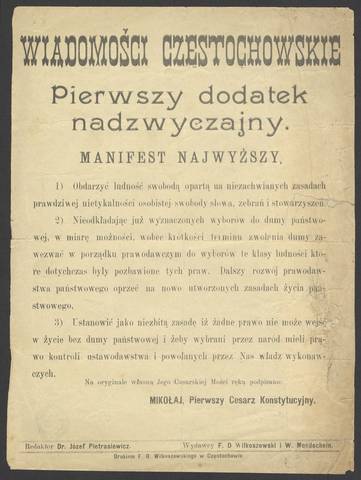 WIADOMOŚCI CZĘSTOCHOWSKIE
Pierwszy dodatek
nadzwyczajny.
MANIFEST NAJWYŻSZY,
1) Obdarzyć ludność swobodą opartą na niezachwianych zasadach
prawdziwej nietykalności osobistej swobody słowa, zebrań i stowarzyszeń.
2) Nieodkładając już wyznaczonych wyborów do dumy państwo-
wej, w miarę możności, wobec krótkości terminu zwołenia dumy za-
wezwać w porządku prawodawczym do wyborów te klasy ludności któ-
re dotychczas były pozbawione tych praw. Dalszy rozwój prawodaw-
stwa państwowego oprzeć na nowo utworzonych zasadach życia pań-
stwowego.
3) Ustanowić jako niezbitą zasadę iż żadne prawo nie może wejść
w życie bez dumy państwowej i żeby wybrani przez naród mieli pra-
wo kontroli ustawodawstwa i powołanych przez Nas władz wykonaw-
czych.
Na oryginale własną Jego Cesarskiej Mości ręką podpisano:
MIKOŁAJ, Pierwszy Cesarz Konstytucyjny.
Redaktor Dr. Józef Pietrasiewicz. Wydawcy F. D Wilkoszewski i W. Mondschein.
Drukiem F. D. Wilkoszewskiego w Częstochowie